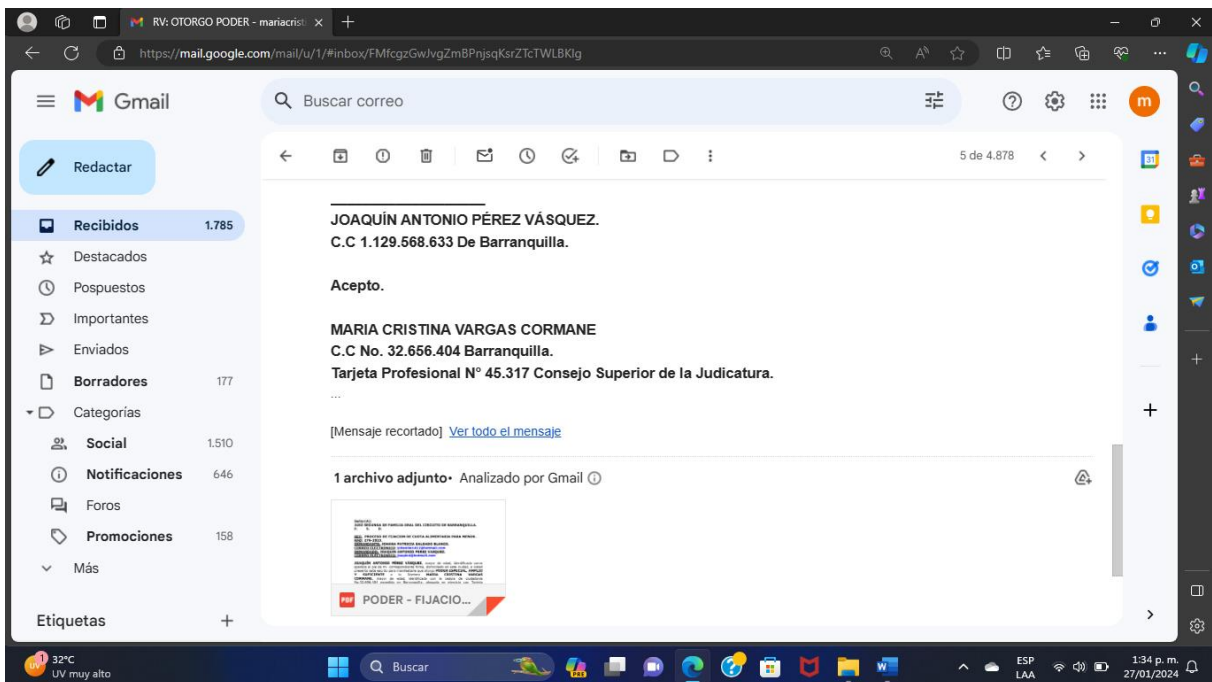 RV: OTORGO PODER - mariacristi
https://mail.google.com/mail/u/1/#inbox/FMfcgzGwJvgZmBPnjsqKsrZTcTWLBKlg
Gmail
Buscar correo
m
Redactar
5 de 4.878
31
Recibidos 1.785
Destacados
Pospuestos
Importantes
Enviados
Borradores 177
Categorías
Social 1.510
Notificaciones 646
Foros
Promociones 158
Más
Etiquetas
JOAQUÍN ANTONIO PÉREZ VÁSQUEZ.
C.C 1.129.568.633 De Barranquilla.
Acepto.
MARIA CRISTINA VARGAS CORMANE
C.C No. 32.656.404 Barranquilla.
Tarjeta Profesional N° 45.317 Consejo Superior de la Judicatura.
...
[Mensaje recortado] Ver todo el mensaje
1 archivo adjunto• Analizado por Gmail
PDF PODER - FIJACIO...
UV 1
32°C
UV muy alto
Buscar
PRE
ESP
LAA
1:34 p. m.
27/01/2024